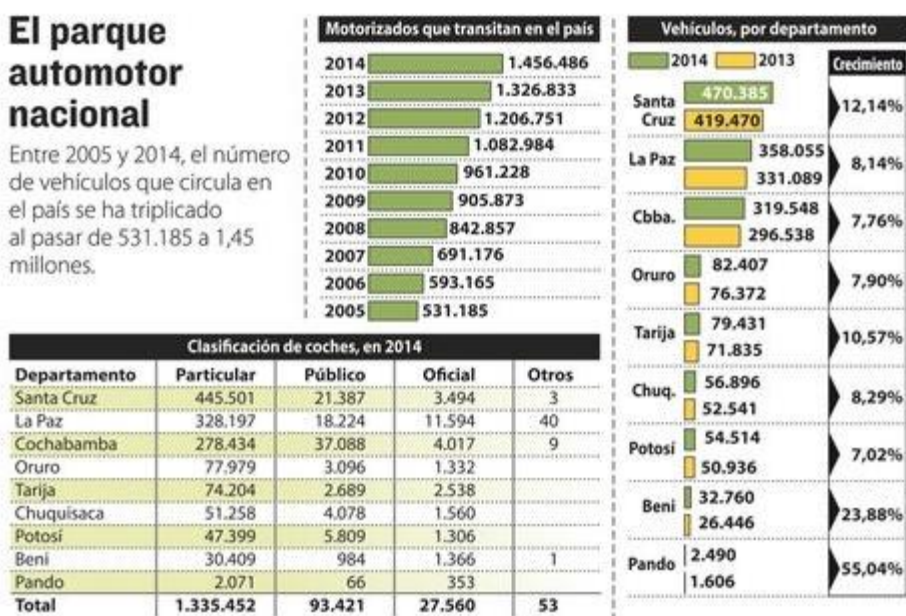 El parque
automotor
nacional
Entre 2005 y 2014, el número
de vehículos que circula en
el país se ha triplicado
al pasar de 531.185 a 1,45
millones.
Motorizados que transitan en el país
2014 1.456.486
2013 1.326.833
2012 1.206.751
2011 1.082.984
2010 961.228
2009 905.873
2008 842.857
2007 691.176
2006 593.165
2005 531.185
Clasificación de coches, en 2014
Departamento Particular Público Oficial Otros
Santa Cruz 445.501 21.387 3.494 3
La Paz 328.197 18.224 11.594 40
Cochabamba 278.434 37.088 4.017 9
Oruro 77.979 3.096 1.332
Tarija 74.204 2.689 2.538
Chuquisaca 51.258 4.078 1.560
Potosí 47.399 5.809 1.306
Beni 30.409 984 1.366 1
Pando 2.071 66 353
Total 1.335.452 93.421 27.560 53
Vehículos, por departamento
2014 2013 Crecimiento
Santa Cruz 470.385 419.470 12,14%
La Paz 358.055 331.089 8,14%
Cbba. 319.548 296.538 7,76%
Oruro 82.407 76.372 7,90%
Tarija 79.431 71.835 10,57%
Chuq. 56.896 52.541 8,29%
Potosí 54.514 50.936 7,02%
Beni 32.760 26.446 23,88%
Pando 2.490 1.606 55,04%